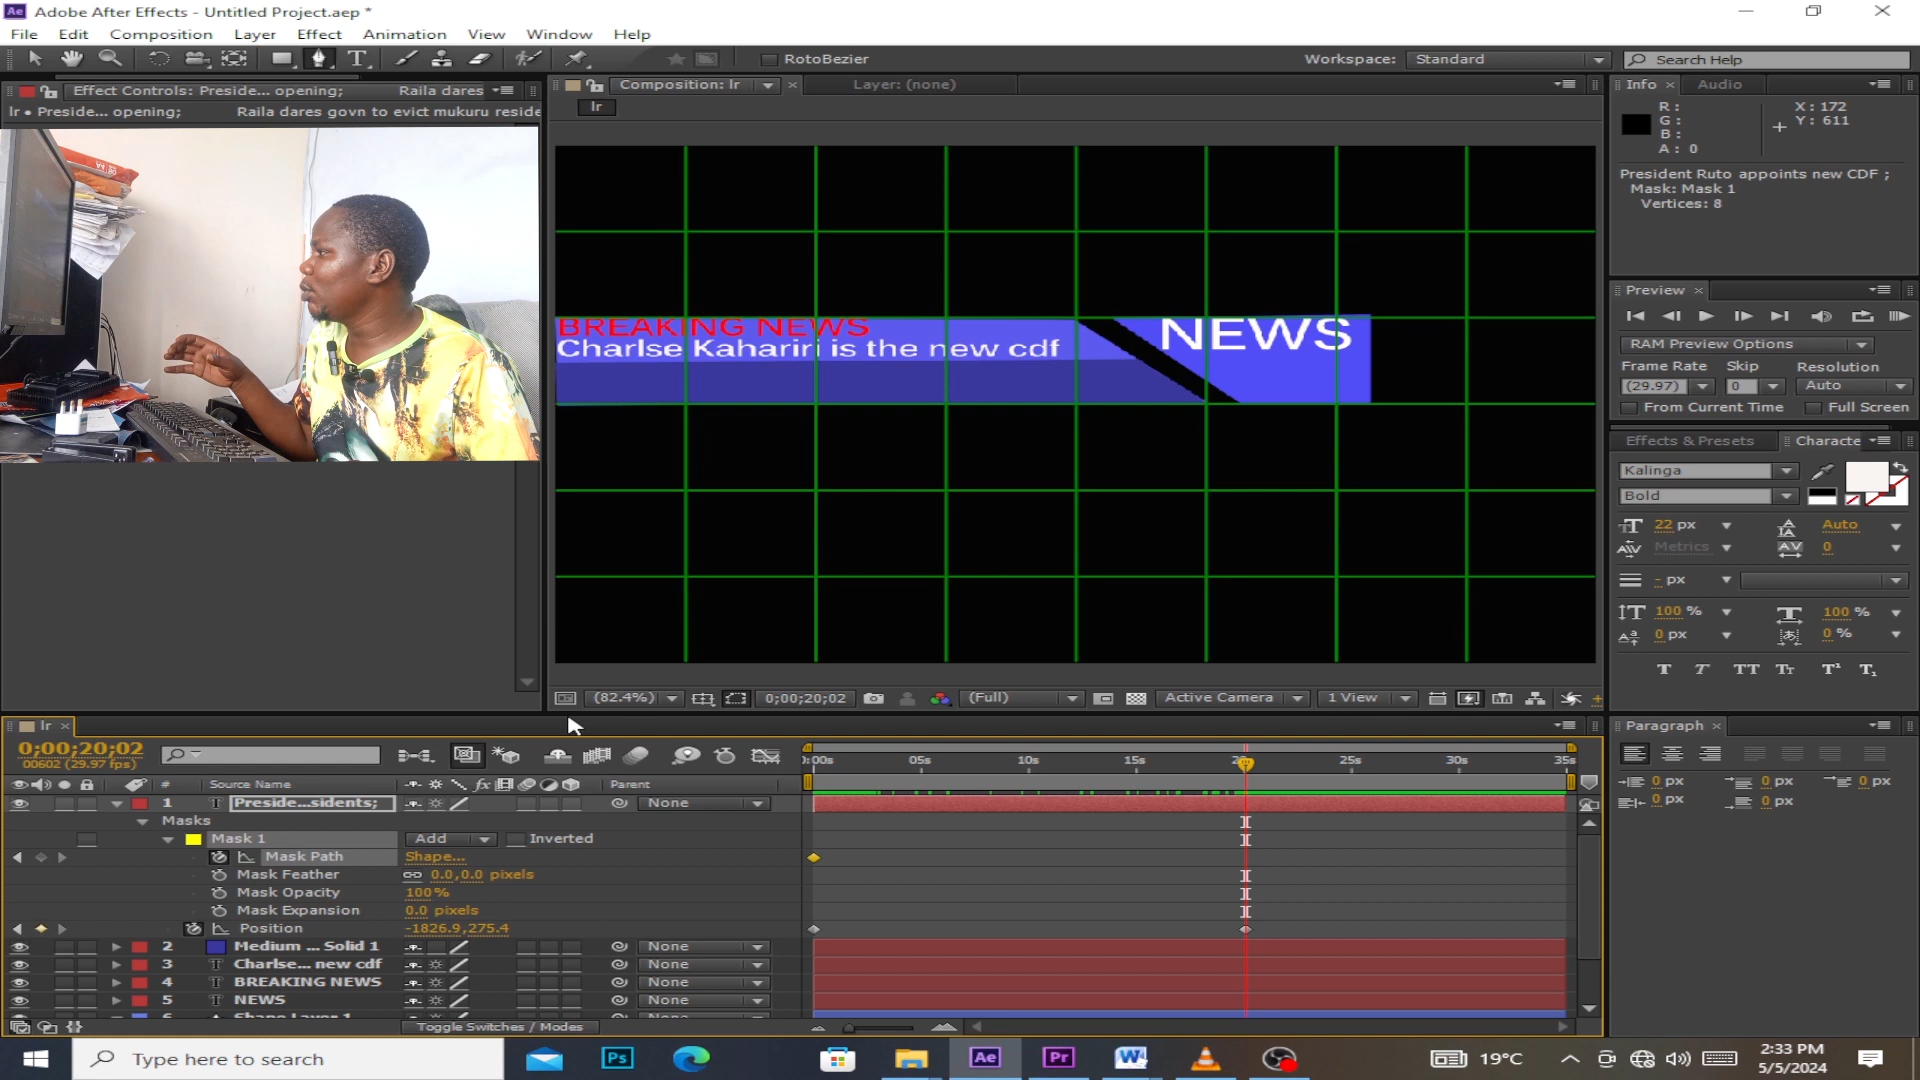 Adobe After Effects - Untitled Project.aep *
File Edit Composition Layer Effect Animation View Window Help
RotoBezier
Workspace: Standard
Search Help
Effect Controls: Preside... opening; Raila dares
Ir • Preside... opening; Raila dares govn to evict mukuru reside
Composition: Ir
Layer: (none)
Ir
BREAKING NEWS
Charlse Kahariri is the new cdf
NEWS
Info Audio
R :
G :
B :
A : 0
X : 172
Y : 611
President Ruto appoints new CDF ;
Mask: Mask 1
Vertices: 8
Preview
RAM Preview Options
Frame Rate Skip Resolution
(29.97) 0 Auto
From Current Time Full Screen
Effects & Presets Characte
Kalinga
Bold
22 px Auto
Metrics 0
- px
100 % 100 %
0 px 0 %
(82.4%) 0;00;20;02 (Full) Active Camera 1 View
Ir
0;00;20;02
00602 (29.97 fps)
# Source Name Parent
0:00s 05s 10s 15s 25s 30s 35s
1 Preside...sidents; None
Masks
Mask 1 Add Inverted
Mask Path Shape...
Mask Feather 0.0,0.0 pixels
Mask Opacity 100%
Mask Expansion 0.0 pixels
Position -1826.9,275.4
2 Medium ... Solid 1 None
3 Charlse... new cdf None
4 BREAKING NEWS None
5 NEWS None
6 Shape Layer 1 None
Toggle Switches / Modes
Paragraph
0 px 0 px 0 px
0 px 0 px
Type here to search
19°C
2:33 PM
5/5/2024